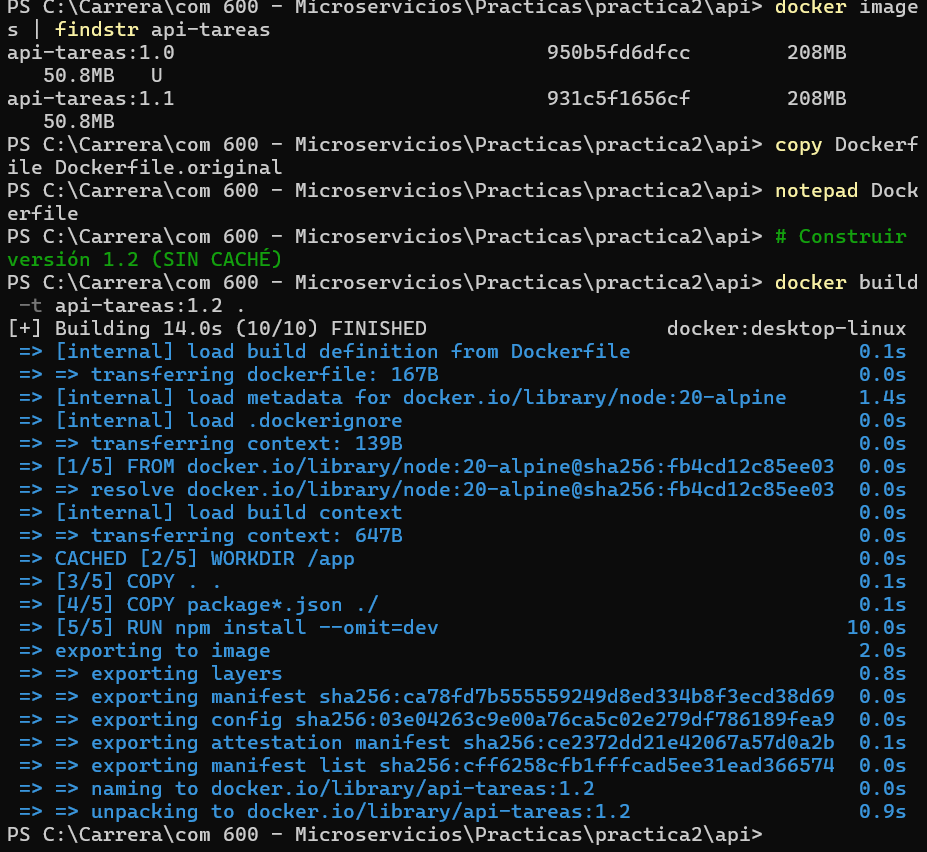 PS C:\Carrera\com 600 - Microservicios\Practicas\practica2\api> docker image
s | findstr api-tareas
api-tareas:1.0                               950b5fd6dfcc        208MB
   50.8MB   U
api-tareas:1.1                               931c5f1656cf        208MB
   50.8MB
PS C:\Carrera\com 600 - Microservicios\Practicas\practica2\api> copy Dockerf
ile Dockerfile.original
PS C:\Carrera\com 600 - Microservicios\Practicas\practica2\api> notepad Dock
erfile
PS C:\Carrera\com 600 - Microservicios\Practicas\practica2\api> # Construir
versión 1.2 (SIN CACHÉ)
PS C:\Carrera\com 600 - Microservicios\Practicas\practica2\api> docker build
 -t api-tareas:1.2 .
[+] Building 14.0s (10/10) FINISHED                    docker:desktop-linux
 => [internal] load build definition from Dockerfile                   0.1s
 => => transferring dockerfile: 167B                                   0.0s
 => [internal] load metadata for docker.io/library/node:20-alpine      1.4s
 => [internal] load .dockerignore                                      0.0s
 => => transferring context: 139B                                      0.0s
 => [1/5] FROM docker.io/library/node:20-alpine@sha256:fb4cd12c85ee03  0.0s
 => => resolve docker.io/library/node:20-alpine@sha256:fb4cd12c85ee03  0.0s
 => [internal] load build context                                      0.0s
 => => transferring context: 647B                                      0.0s
 => CACHED [2/5] WORKDIR /app                                          0.0s
 => [3/5] COPY . .                                                     0.1s
 => [4/5] COPY package*.json ./                                        0.1s
 => [5/5] RUN npm install --omit=dev                                  10.0s
 => exporting to image                                                 2.0s
 => => exporting layers                                                0.8s
 => => exporting manifest sha256:ca78fd7b555559249d8ed334b8f3ecd38d69  0.0s
 => => exporting config sha256:03e04263c9e00a76ca5c02e279df786189fea9  0.0s
 => => exporting attestation manifest sha256:ce2372dd21e42067a57d0a2b  0.1s
 => => exporting manifest list sha256:cff6258cfb1fffcad5ee31ead366574  0.0s
 => => naming to docker.io/library/api-tareas:1.2                      0.0s
 => => unpacking to docker.io/library/api-tareas:1.2                   0.9s
PS C:\Carrera\com 600 - Microservicios\Practicas\practica2\api>